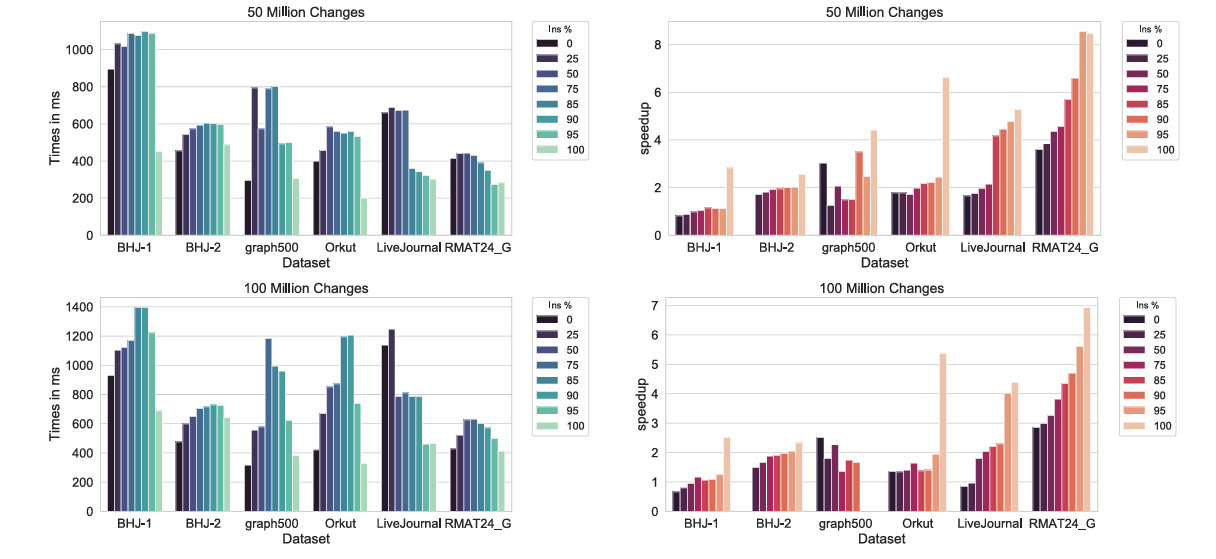 50 Million Changes
Times in ms
1000
800
600
400
200
0
BHJ-1 BHJ-2 graph500 Orkut LiveJournal RMAT24_G
Dataset
Ins %
0
25
50
75
85
90
95
100
50 Million Changes
speedup
8
6
4
2
0
BHJ-1 BHJ-2 graph500 Orkut LiveJournal RMAT24_G
Dataset
Ins %
0
25
50
75
85
90
95
100
100 Million Changes
Times in ms
1400
1200
1000
800
600
400
200
0
BHJ-1 BHJ-2 graph500 Orkut LiveJournal RMAT24_G
Dataset
Ins %
0
25
50
75
85
90
95
100
100 Million Changes
speedup
7
6
5
4
3
2
1
0
BHJ-1 BHJ-2 graph500 Orkut LiveJournal RMAT24_G
Dataset
Ins %
0
25
50
75
85
90
95
100